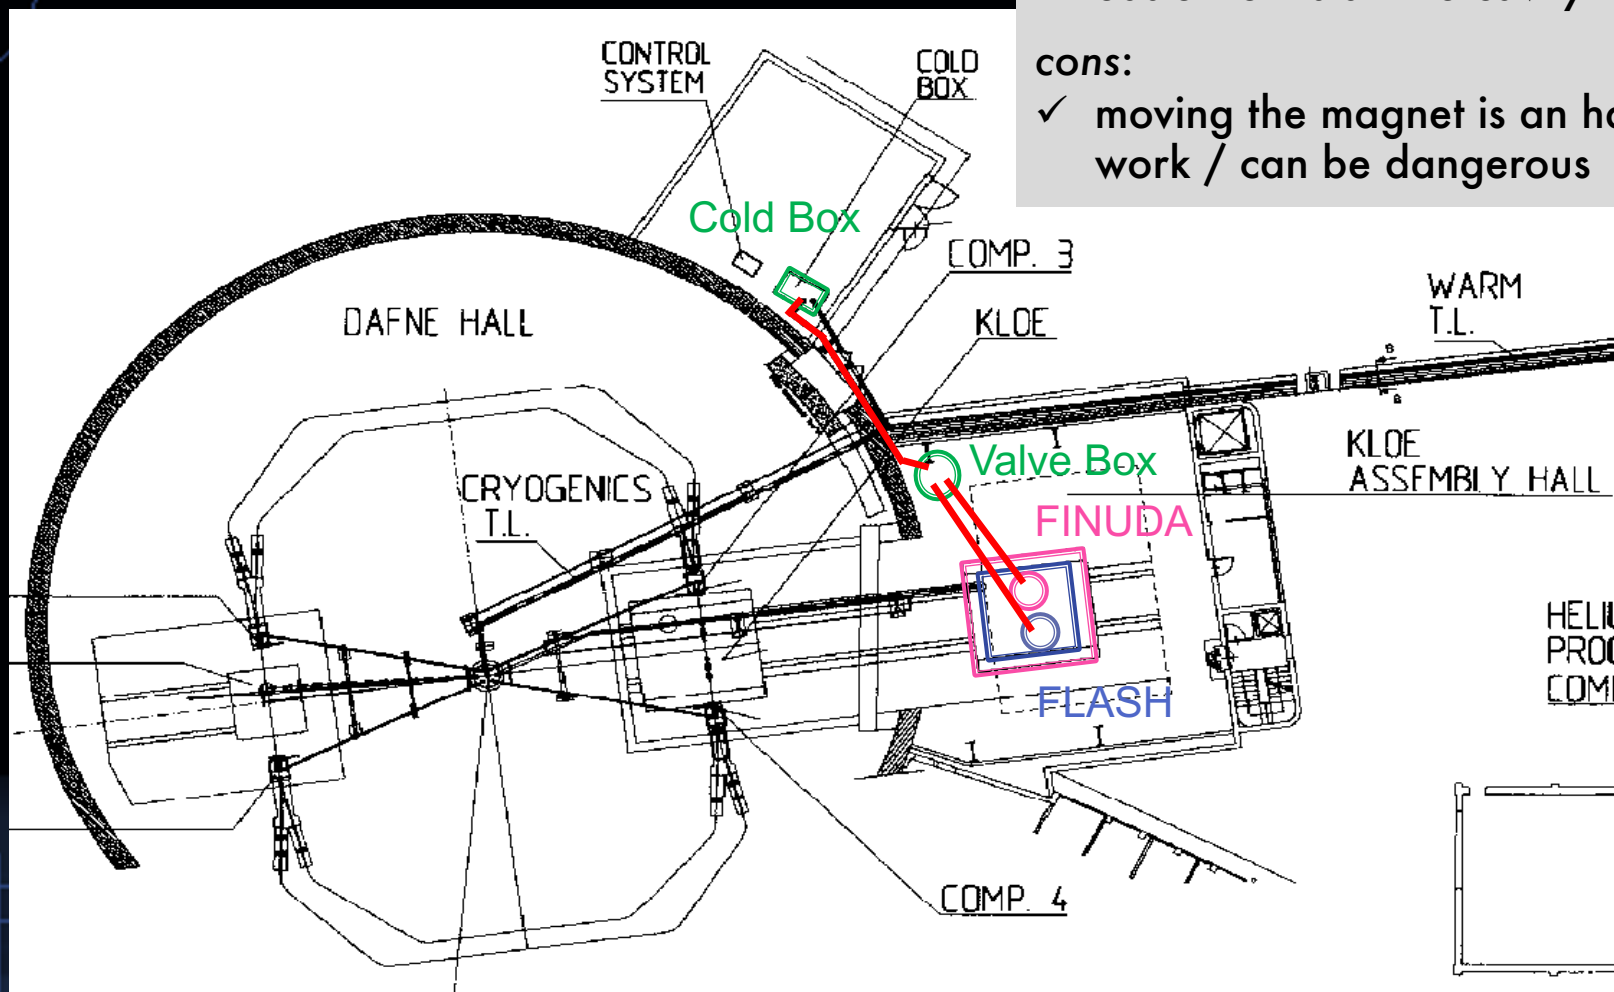 cons:
✓ moving the magnet is an
work / can be dangerous
CONTROL
SYSTEM
COLD
BOX
Cold Box
COMP. 3
KLOE
DAFNE HALL
WARM
T.L.
CRYOGENICS
T.L.
Valve Box
FINUDA
KLOE
ASSEMBLY HALL
FLASH
COMP. 4